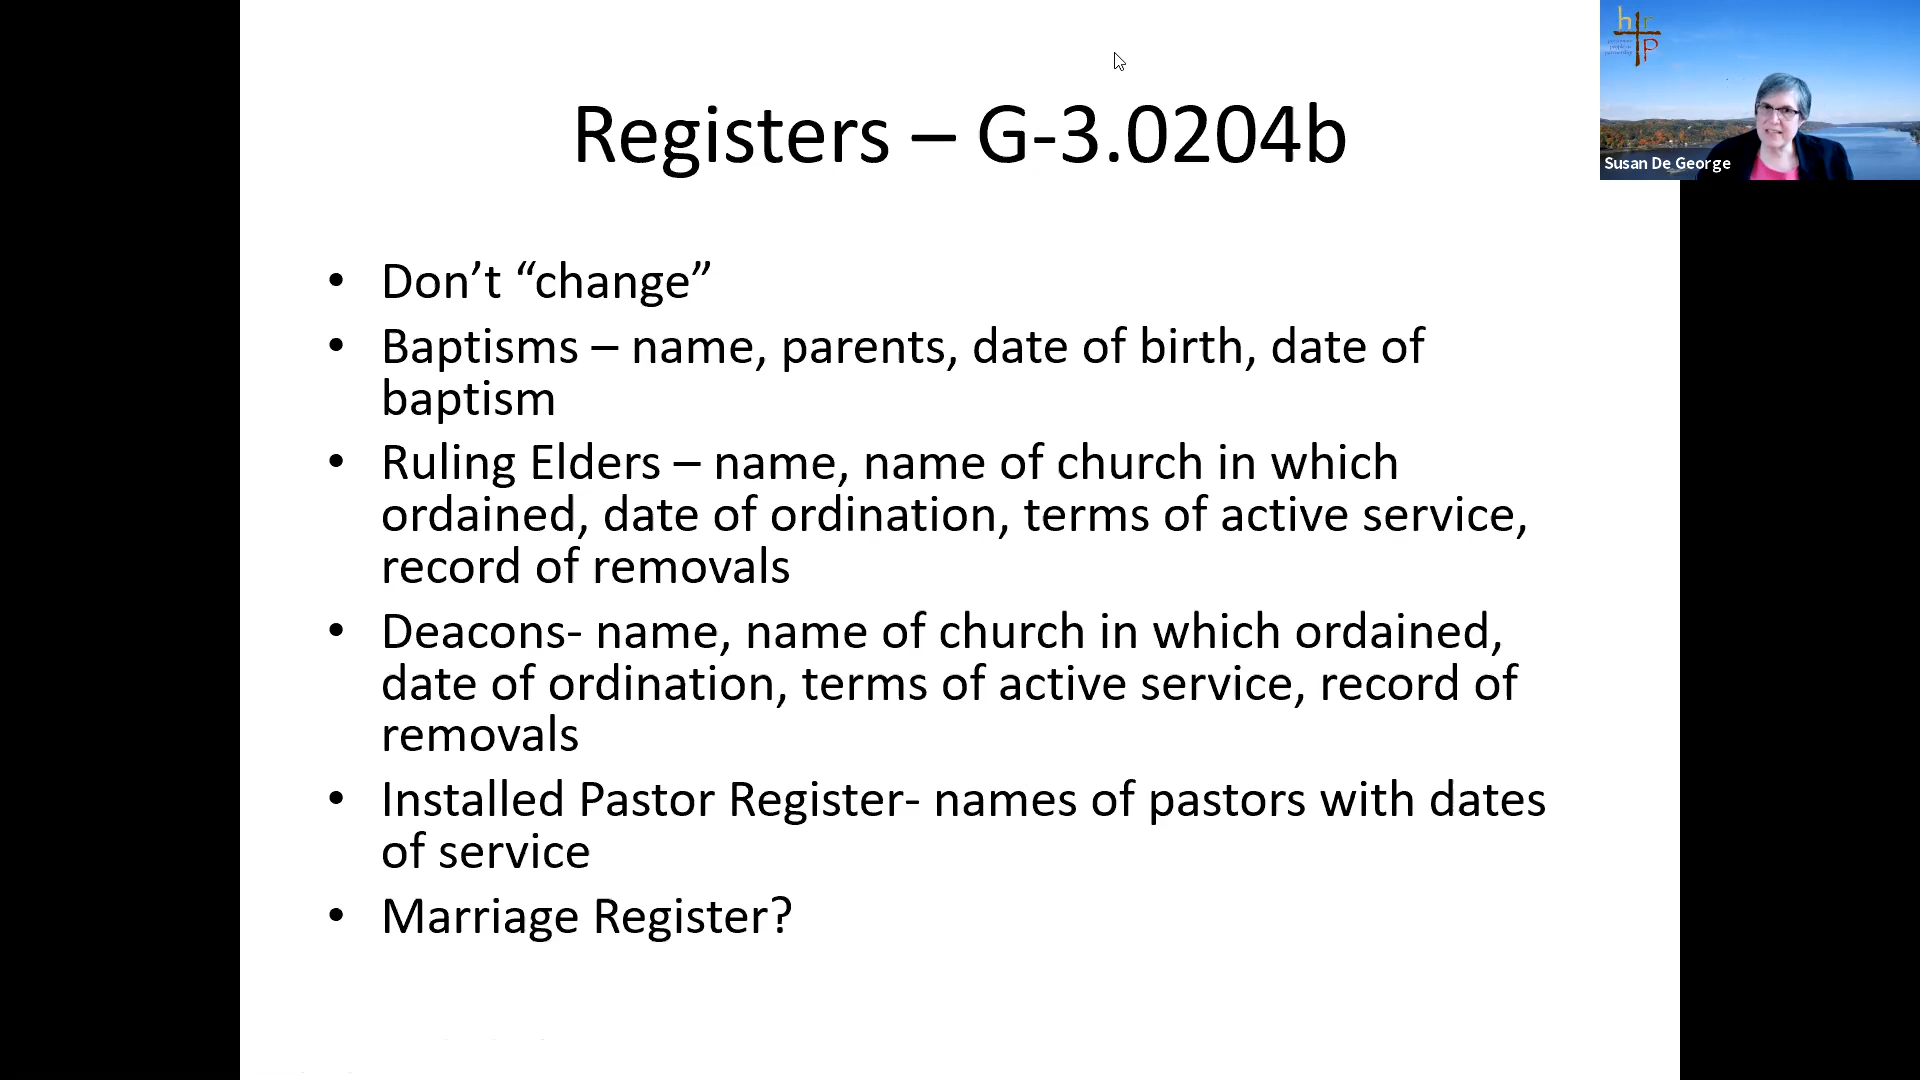 Registers – G-3.0204b
• Don’t “change”
• Baptisms – name, parents, date of birth, date of
baptism
• Ruling Elders – name, name of church in which
ordained, date of ordination, terms of active service,
record of removals
• Deacons- name, name of church in which ordained,
date of ordination, terms of active service, record of
removals
• Installed Pastor Register- names of pastors with dates
of service
• Marriage Register?
h r
p
Susan De George